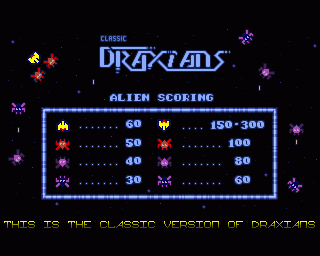 CLASSIC
DRAXIANS
ALIEN SCORING
...... 60 .... 150-300
...... 50 ...... 100
...... 40 ...... 80
...... 30 ...... 60
THIS IS THE CLASSIC VERSION OF DRAXIANS